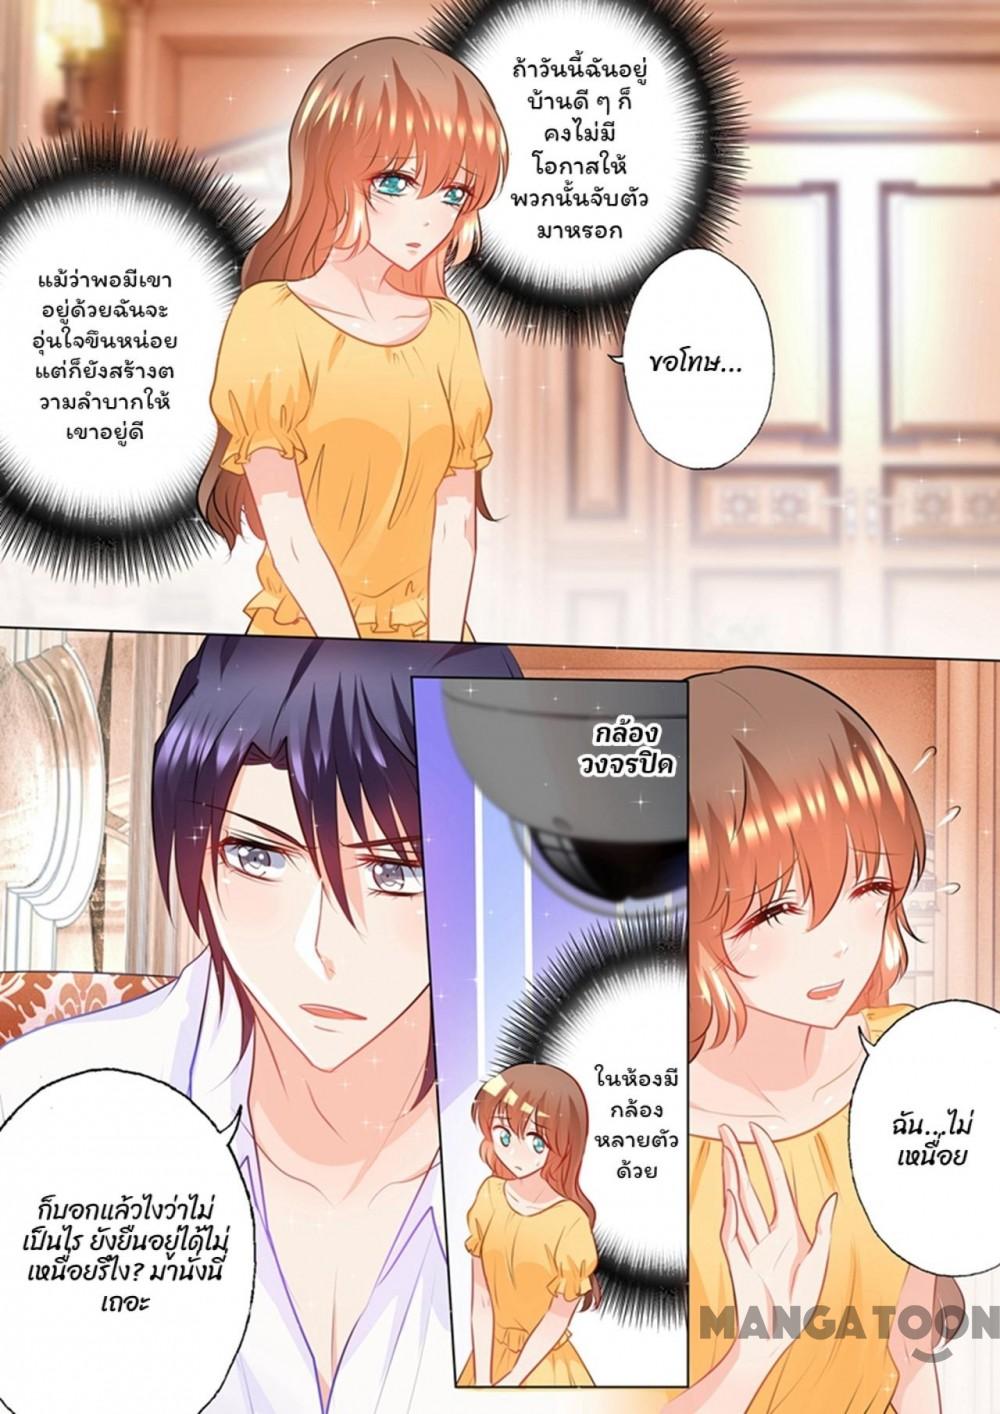 ถ้าวันนี้ฉันอยู่
บ้านดี ๆ ก็
คงไม่มี
โอกาสให้
พวกนั้นจับตัว
มาหรอก
แม้ว่าพอมีเขา
อยู่ด้วยฉันจะ
อุ่นใจขึนหน่อย
แต่ก็ยังสร้างต
วามลำบากให้
เขาอยู่ดี
ขอโทษ...
กล้อง
วงจรปิด
ในห้องมี
กล้อง
หลายตัว
ด้วย
ก็บอกแล้วไงว่าไม่
เป็นไร ยังยืนอยู่ได้ไม่
เหนื่อยรึไง? มานั่งนี่
เถอะ
ฉัน...ไม่
เหนื่อย
MANGATOON